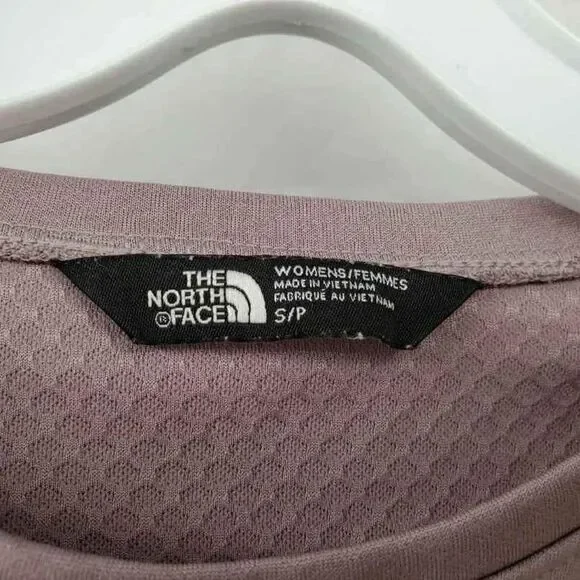 THE
NORTH
® FACE
WOMENS/FEMMES
MADE IN VIETNAM
FABRIQUÉ AU VIETNAM
S/P